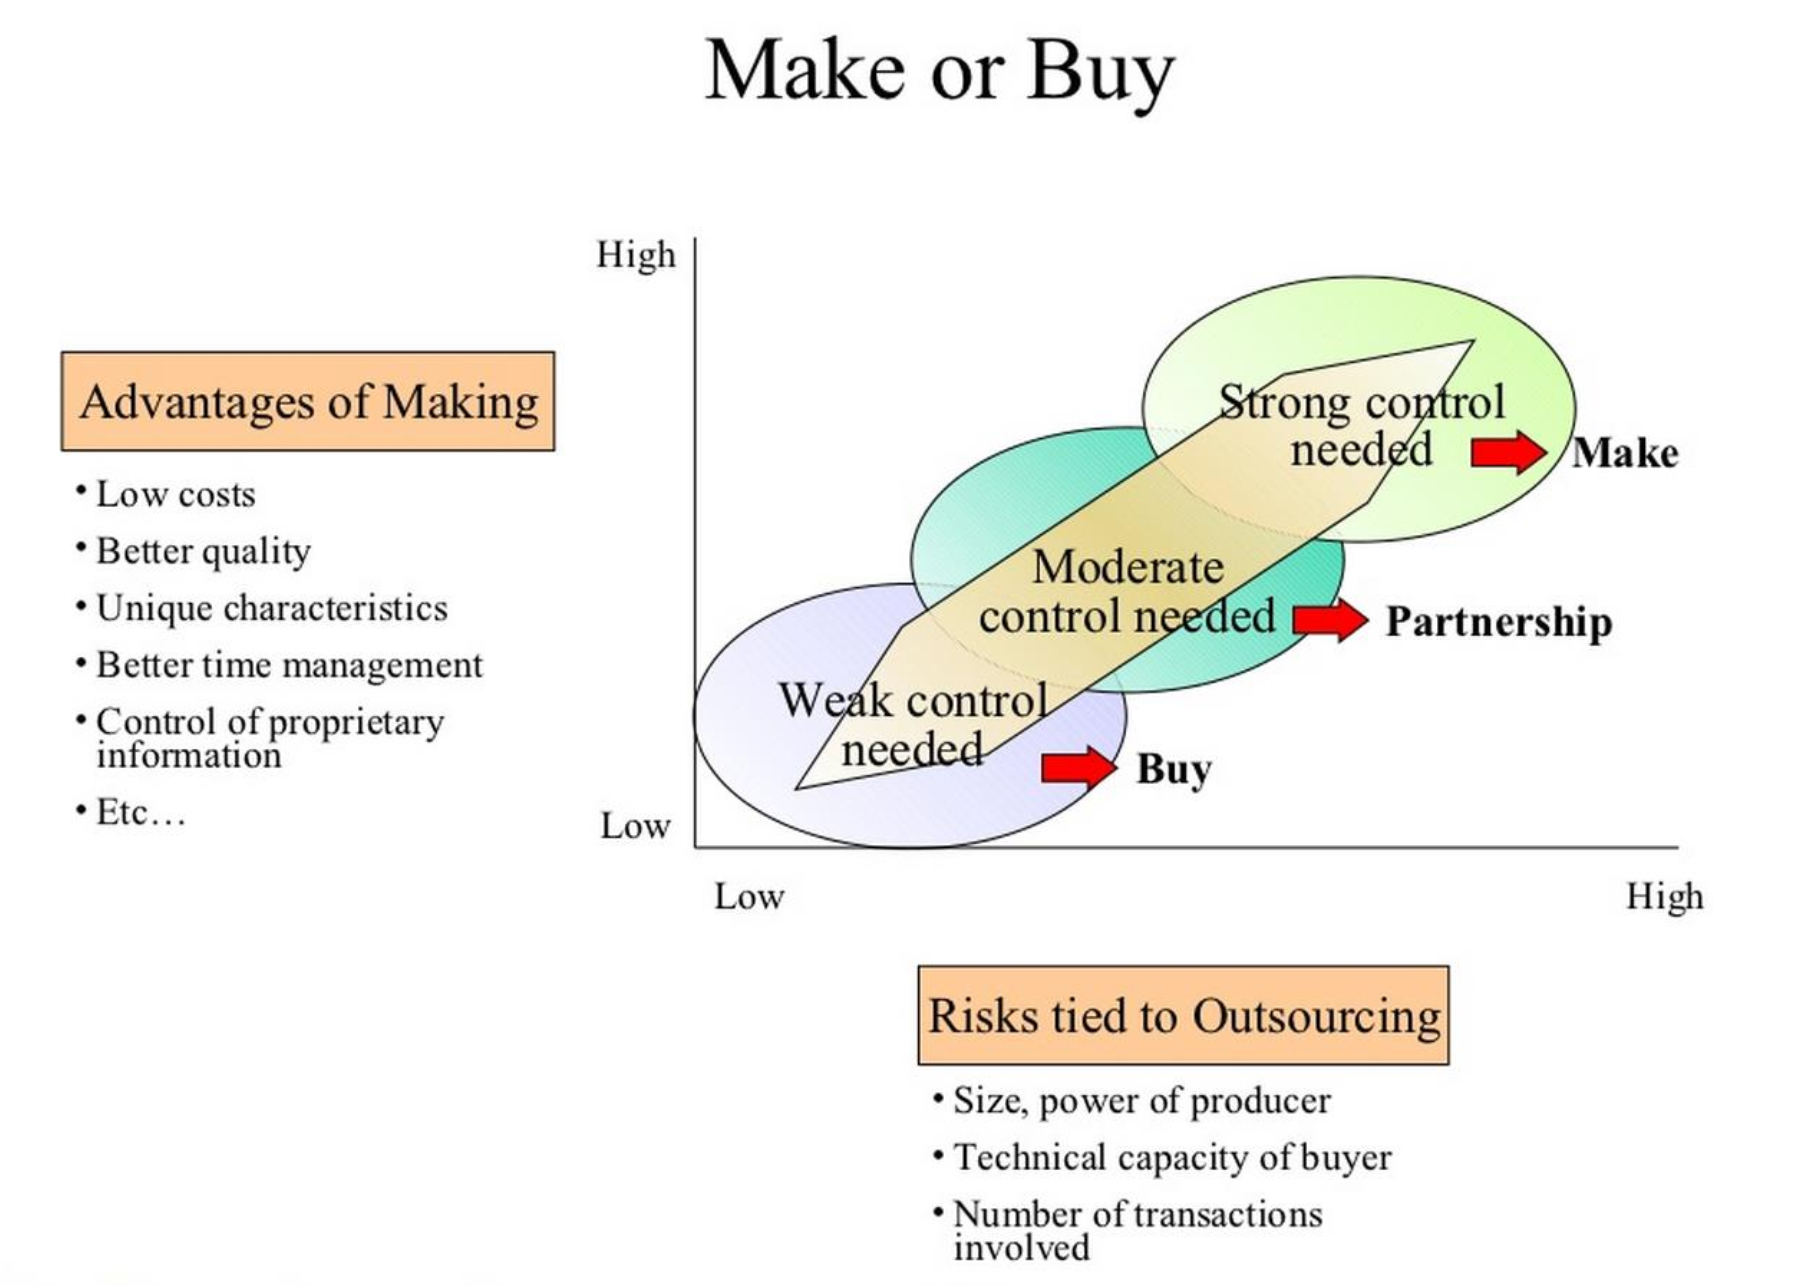 Make or Buy
Advantages of Making
• Low costs
• Better quality
• Unique characteristics
• Better time management
• Control of proprietary
information
• Etc…
High
Strong control
needed
Make
Moderate
control needed
Partnership
Weak control
needed
Buy
Low
Low
High
Risks tied to Outsourcing
• Size, power of producer
• Technical capacity of buyer
• Number of transactions
involved